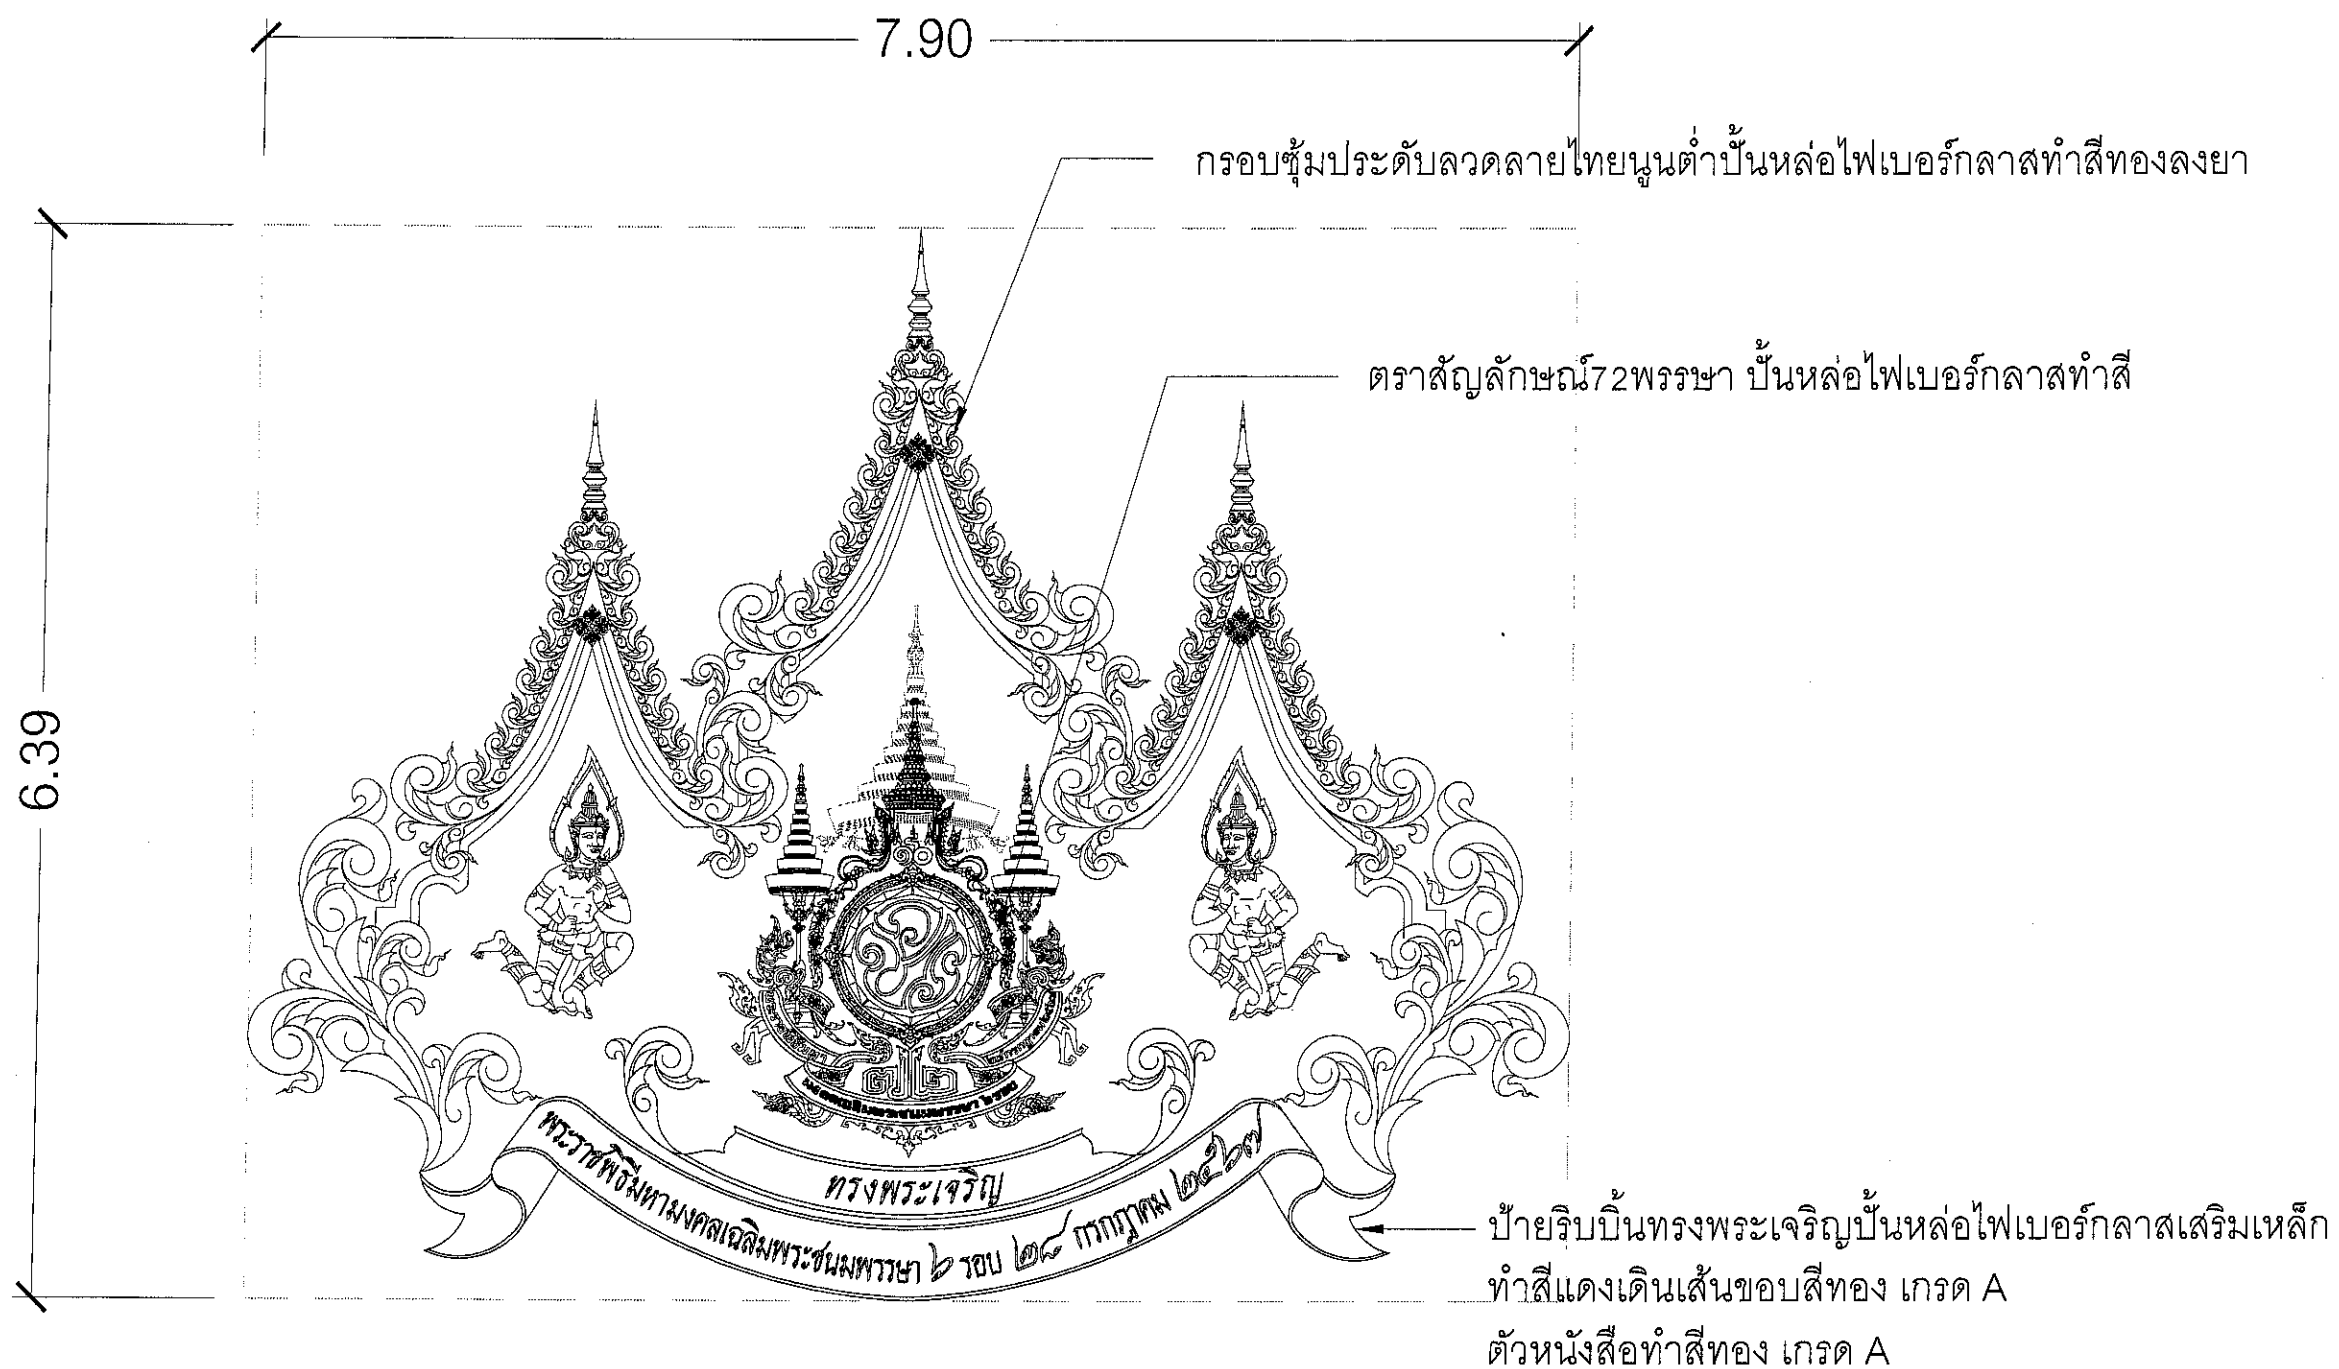 7.90
กรอบซุ้มประดับลวดลายไทยนูนต่ำปั้นหล่อไฟเบอร์กลาสทำสีทองลงยา
ตราสัญลักษณ์72พรรษา ปั้นหล่อไฟเบอร์กลาสทำสี
6.39
ทรงพระเจริญ
พระราชพิธีมหามงคลเฉลิมพระชนมพรรษา ๖ รอบ ๒๘ กรกฎาคม ๒๕๖๗
ป้ายริบบิ้นทรงพระเจริญปั้นหล่อไฟเบอร์กลาสเสริมเหล็ก
ทำสีแดงเดินเส้นขอบสีทอง เกรด A
ตัวหนังสือทำสีทอง เกรด A